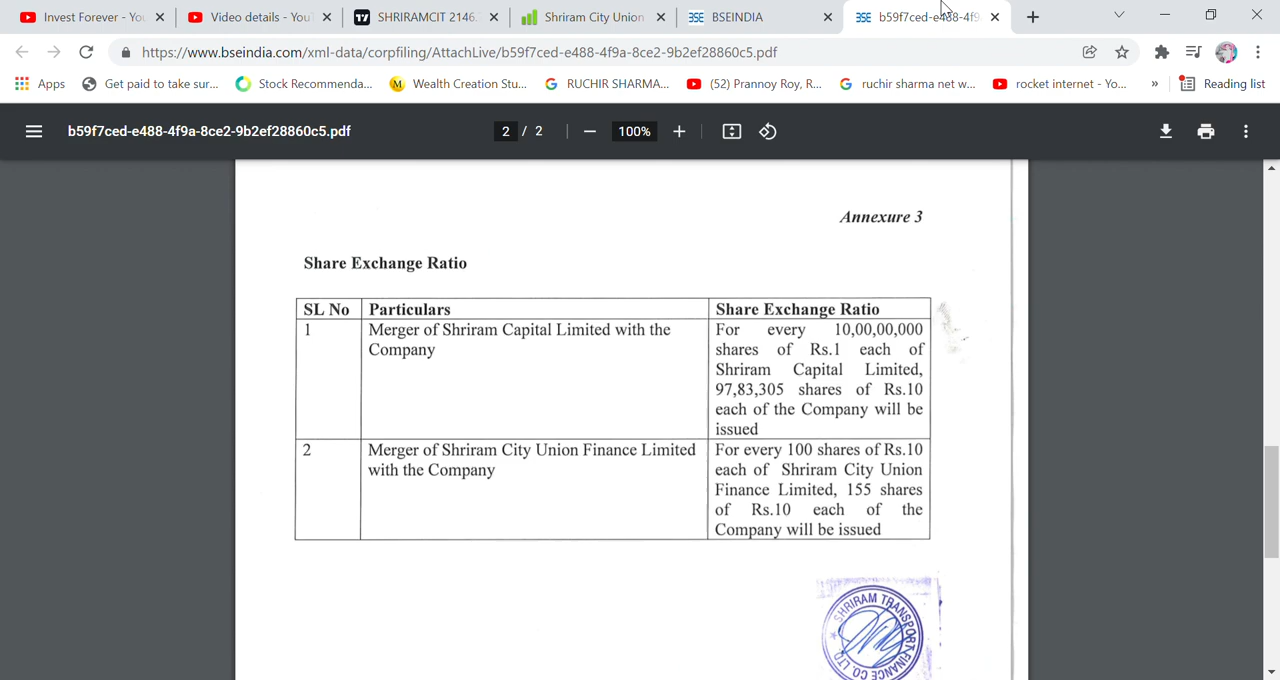 Invest Forever - You
Video details - YouT
SHRIRAMCIT 2146.
Shriram City Union
BSEINDIA
b59f7ced-e488-4f9
https://www.bseindia.com/xml-data/corpfiling/AttachLive/b59f7ced-e488-4f9a-8ce2-9b2ef28860c5.pdf
Apps
Get paid to take sur...
Stock Recommenda...
Wealth Creation Stu...
RUCHIR SHARMA...
(52) Prannoy Roy, R...
ruchir sharma net w...
rocket internet - Yo...
»
Reading list
b59f7ced-e488-4f9a-8ce2-9b2ef28860c5.pdf
2 / 2
100%
Annexure 3
Share Exchange Ratio
SL No Particulars Share Exchange Ratio
1 Merger of Shriram Capital Limited with the
Company
For every 10,00,00,000
shares of Rs.1 each of
Shriram Capital Limited,
97,83,305 shares of Rs.10
each of the Company will be
issued
2 Merger of Shriram City Union Finance Limited
with the Company
For every 100 shares of Rs.10
each of Shriram City Union
Finance Limited, 155 shares
of Rs.10 each of the
Company will be issued
SHRIRAM TRANSPORT FINANCE CO. LTD. *